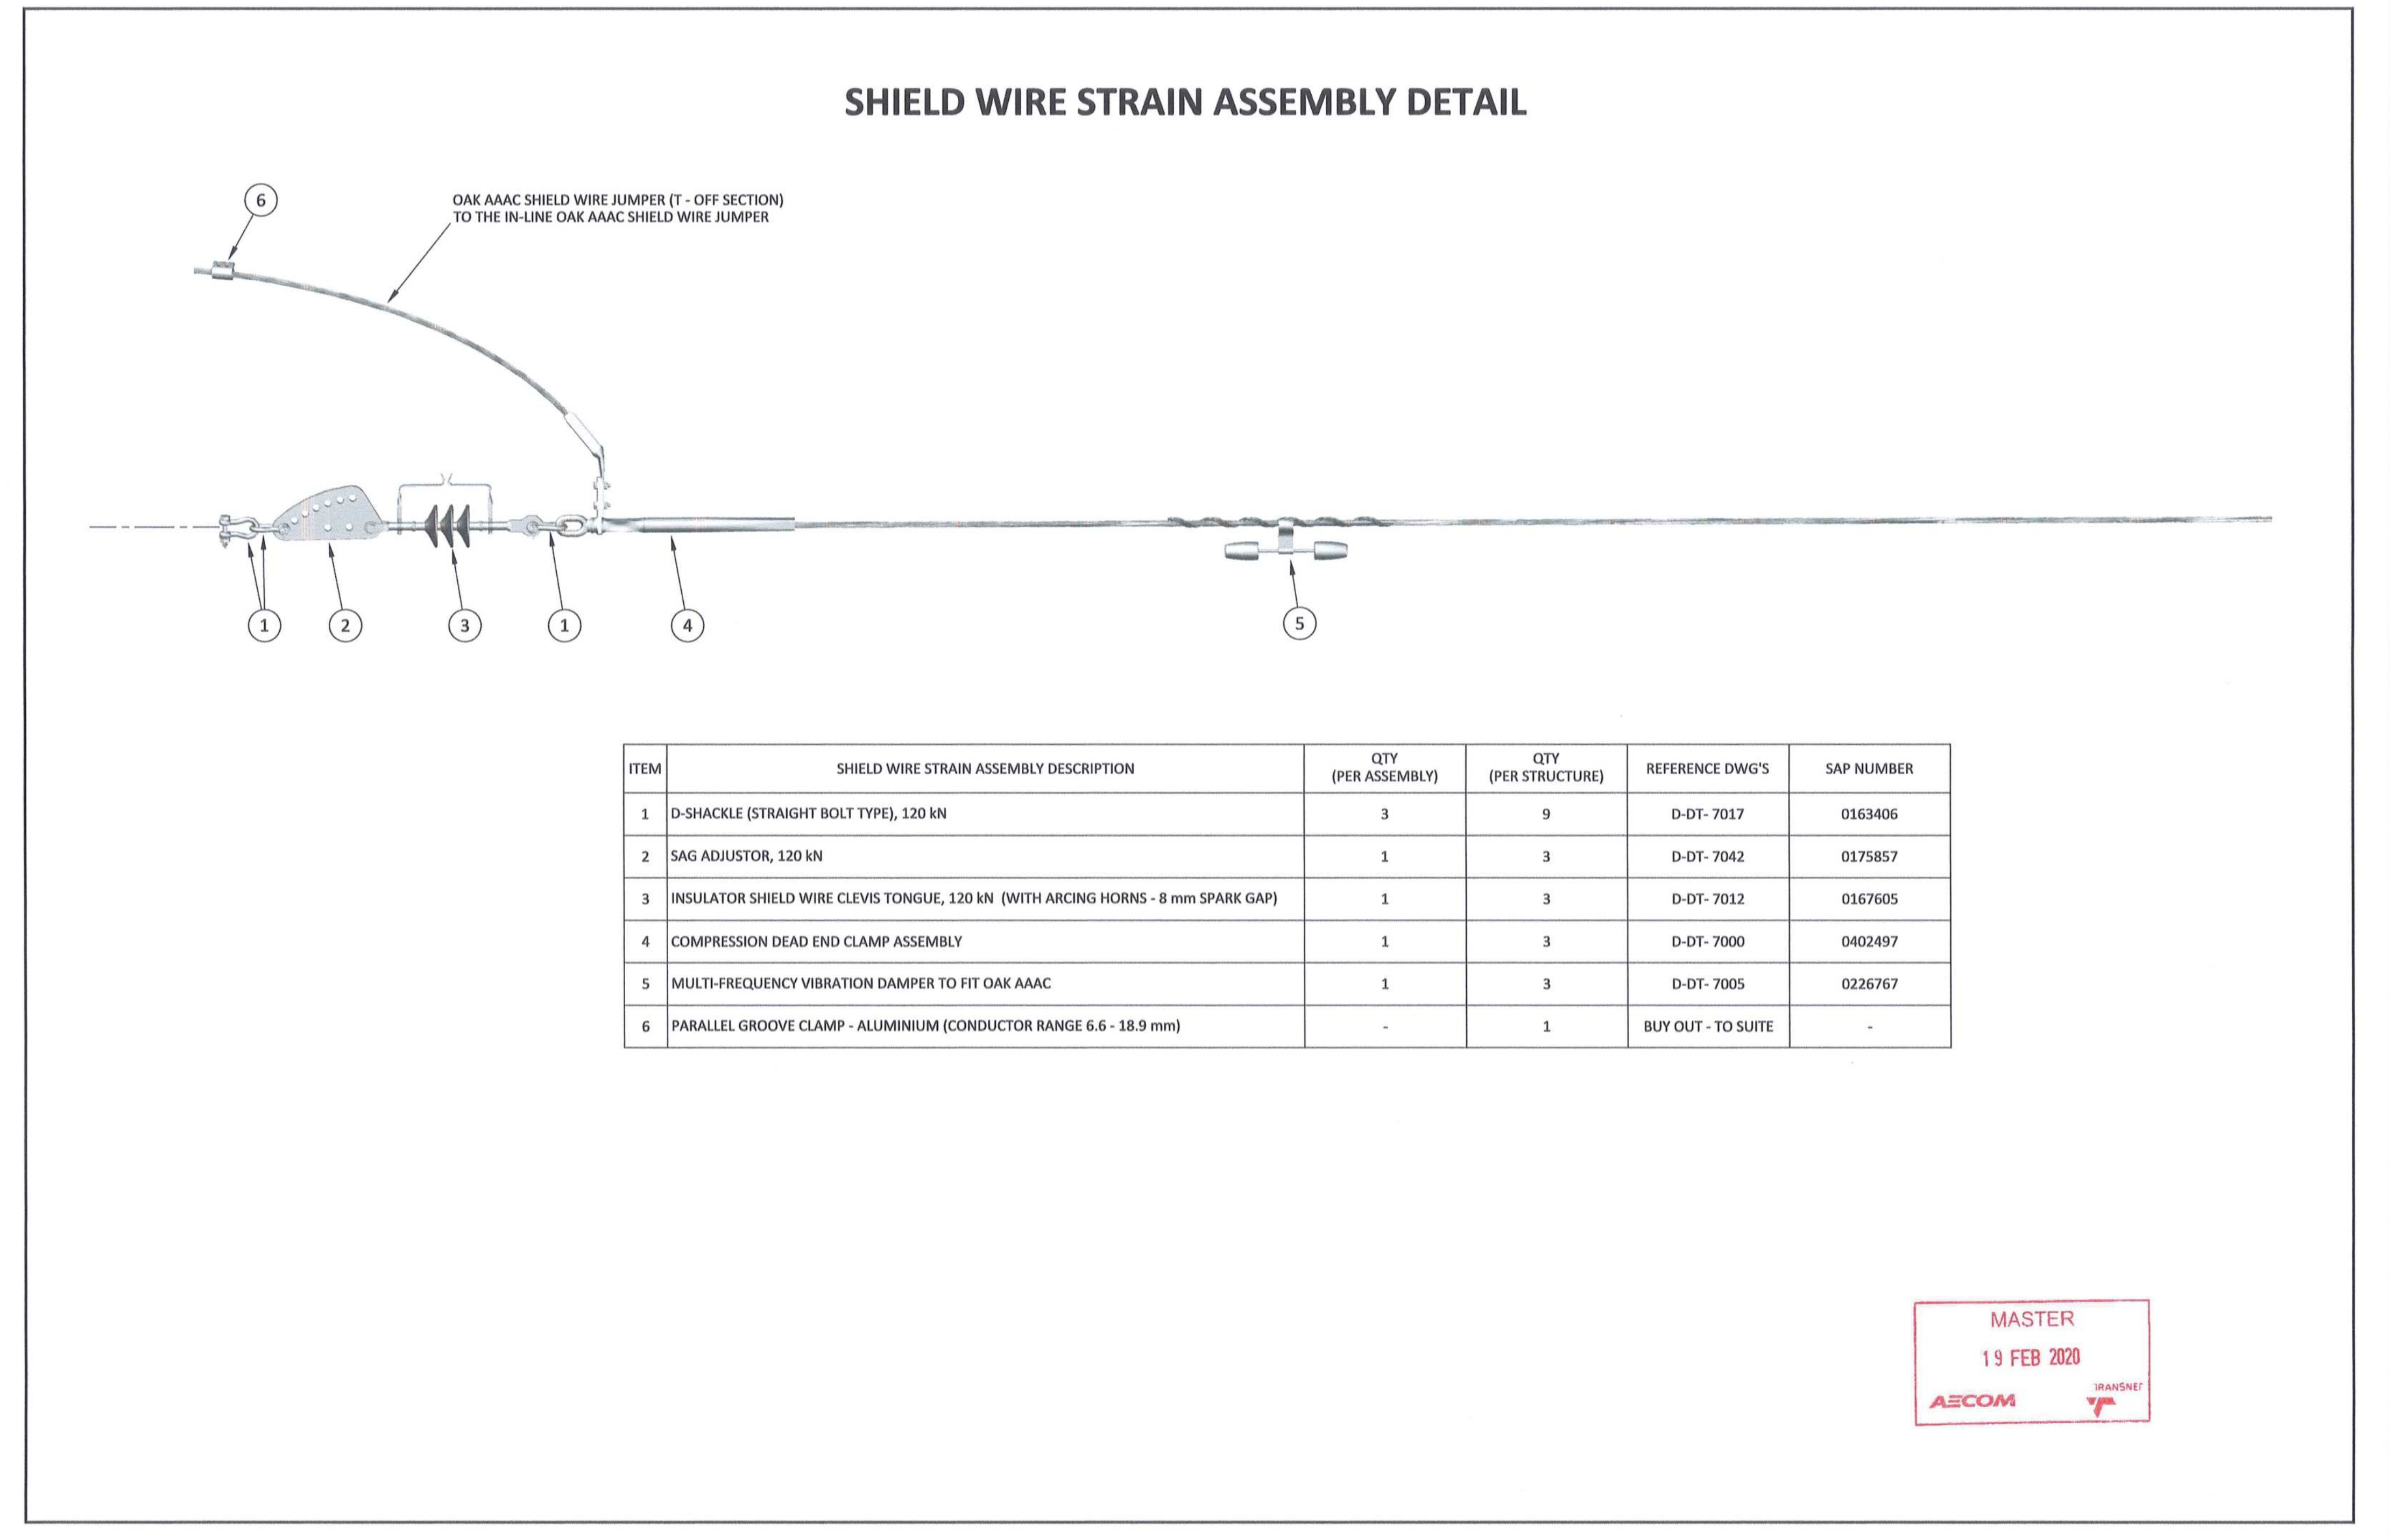 SHIELD WIRE STRAIN ASSEMBLY DETAIL
6
OAK AAAC SHIELD WIRE JUMPER (T - OFF SECTION)
TO THE IN-LINE OAK AAAC SHIELD WIRE JUMPER
1 2 3 1 4 5
ITEM SHIELD WIRE STRAIN ASSEMBLY DESCRIPTION QTY (PER ASSEMBLY) QTY (PER STRUCTURE) REFERENCE DWG'S SAP NUMBER
1 D-SHACKLE (STRAIGHT BOLT TYPE), 120 kN 3 9 D-DT- 7017 0163406
2 SAG ADJUSTOR, 120 kN 1 3 D-DT- 7042 0175857
3 INSULATOR SHIELD WIRE CLEVIS TONGUE, 120 kN (WITH ARCING HORNS - 8 mm SPARK GAP) 1 3 D-DT- 7012 0167605
4 COMPRESSION DEAD END CLAMP ASSEMBLY 1 3 D-DT- 7000 0402497
5 MULTI-FREQUENCY VIBRATION DAMPER TO FIT OAK AAAC 1 3 D-DT- 7005 0226767
6 PARALLEL GROOVE CLAMP - ALUMINIUM (CONDUCTOR RANGE 6.6 - 18.9 mm) - 1 BUY OUT - TO SUITE -
MASTER
19 FEB 2020
AECOM TRANSNET